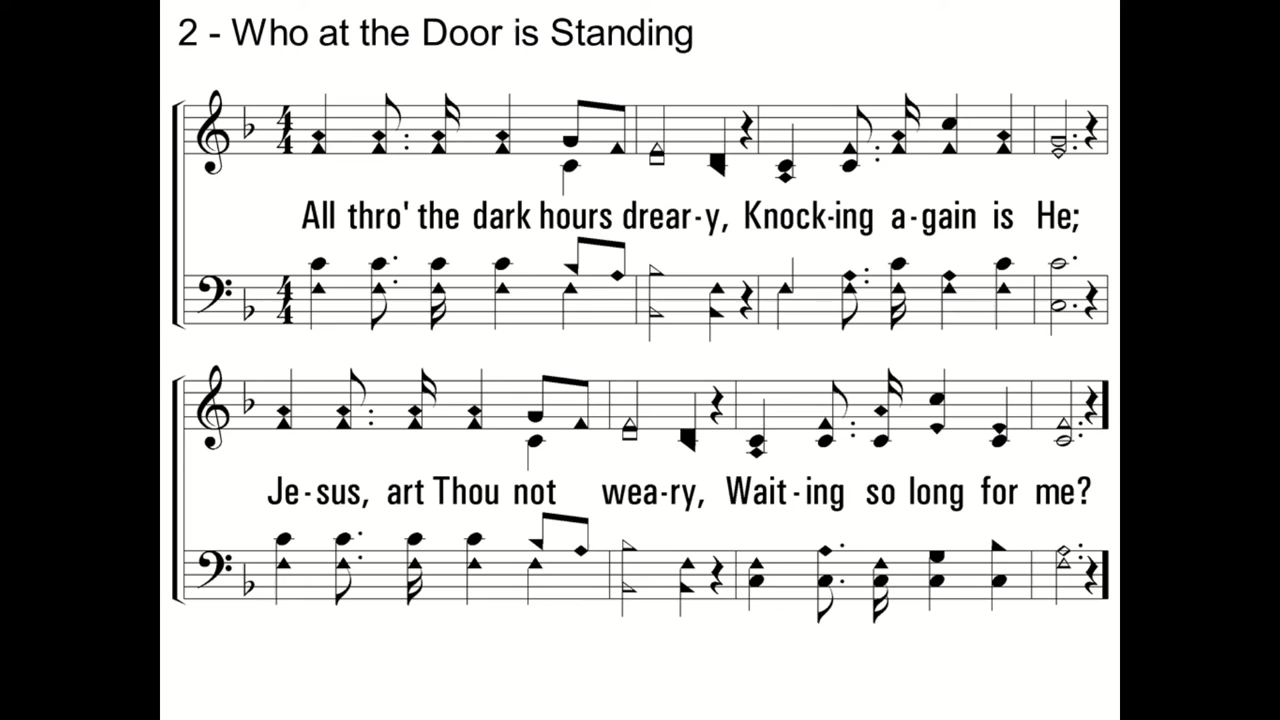 2 - Who at the Door is Standing
All thro' the dark hours drear-y, Knock-ing a-gain is He;
Je-sus, art Thou not wea-ry, Wait-ing so long for me?